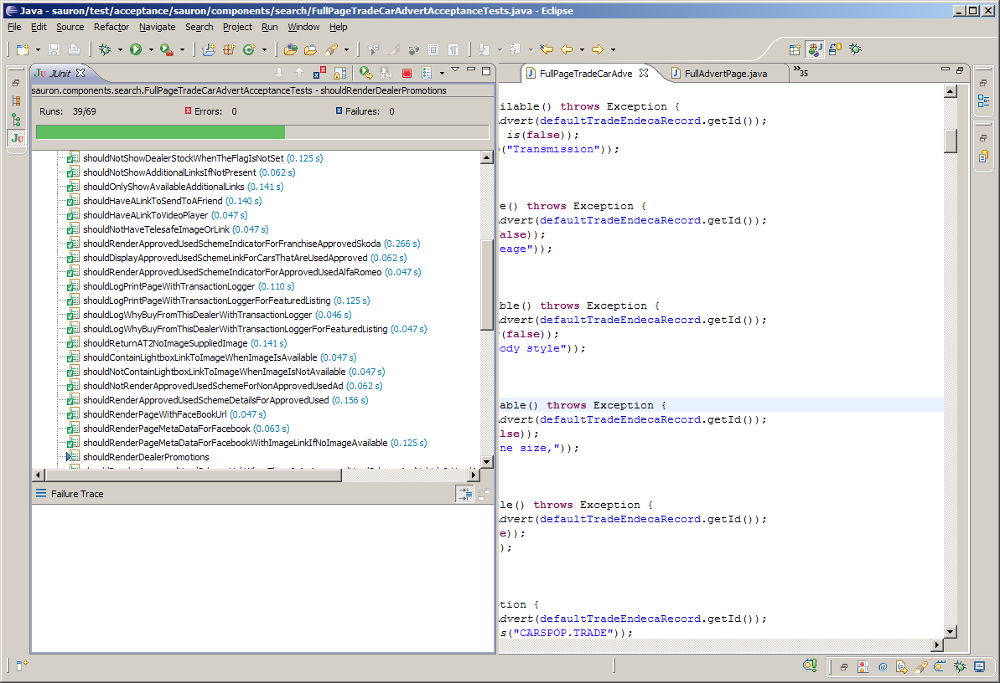 Java - sauron/test/acceptance/sauron/components/search/FullPageTradeCarAdvertAcceptanceTests.java - Eclipse
File Edit Source Refactor Navigate Search Project Run Window Help
JU JUnit
FullPageTradeCarAdve
FullAdvertPage.java
35
sauron.components.search.FullPageTradeCarAdvertAcceptanceTests - shouldRenderDealerPromotions
Runs: 39/69
Errors: 0
Failures: 0
shouldNotShowDealerStockWhenTheFlagIsNotSet (0.125 s)
shouldNotShowAdditionalLinksIfNotPresent (0.062 s)
shouldOnlyShowAvailableAdditionalLinks (0.141 s)
shouldHaveALinkToSendToAFriend (0.140 s)
shouldHaveALinkToVideoPlayer (0.047 s)
shouldNotHaveTelesafeImageOrLink (0.047 s)
shouldRenderApprovedUsedSchemeIndicatorForFranchiseApprovedSkoda (0.266 s)
shouldDisplayApprovedUsedSchemeLinkForCarsThatAreUsedApproved (0.062 s)
shouldRenderApprovedUsedSchemeIndicatorForApprovedUsedAlfaRomeo (0.047 s)
shouldLogPrintPageWithTransactionLogger (0.110 s)
shouldLogPrintPageWithTransactionLoggerForFeaturedListing (0.125 s)
shouldLogWhyBuyFromThisDealerWithTransactionLogger (0.046 s)
shouldLogWhyBuyFromThisDealerWithTransactionLoggerForFeaturedListing (0.047 s)
shouldReturnAT2NoImageSuppliedImage (0.141 s)
shouldContainLightboxLinkToImageWhenImageIsAvailable (0.047 s)
shouldNotContainLightboxLinkToImageWhenImageIsNotAvailable (0.047 s)
shouldNotRenderApprovedUsedSchemeForNonApprovedUsedAd (0.062 s)
shouldRenderApprovedUsedSchemeDetailsForApprovedUsed (0.156 s)
shouldRenderPageWithFaceBookUrl (0.047 s)
shouldRenderPageMetaDataForFacebook (0.063 s)
shouldRenderPageMetaDataForFacebookWithImageLinkIfNoImageAvailable (0.125 s)
shouldRenderDealerPromotions
Failure Trace
ilable() throws Exception {
dvert(defaultTradeEndecaRecord.getId());
is(false));
("Transmission"));
e() throws Exception {
dvert(defaultTradeEndecaRecord.getId());
alse));
eage"));
ble() throws Exception {
dvert(defaultTradeEndecaRecord.getId());
(false));
ody style"));
able() throws Exception {
dvert(defaultTradeEndecaRecord.getId());
lse));
ne size,"));
le() throws Exception {
dvert(defaultTradeEndecaRecord.getId());
e));
);
tion {
dvert(defaultTradeEndecaRecord.getId());
s("CARSPOP.TRADE"));